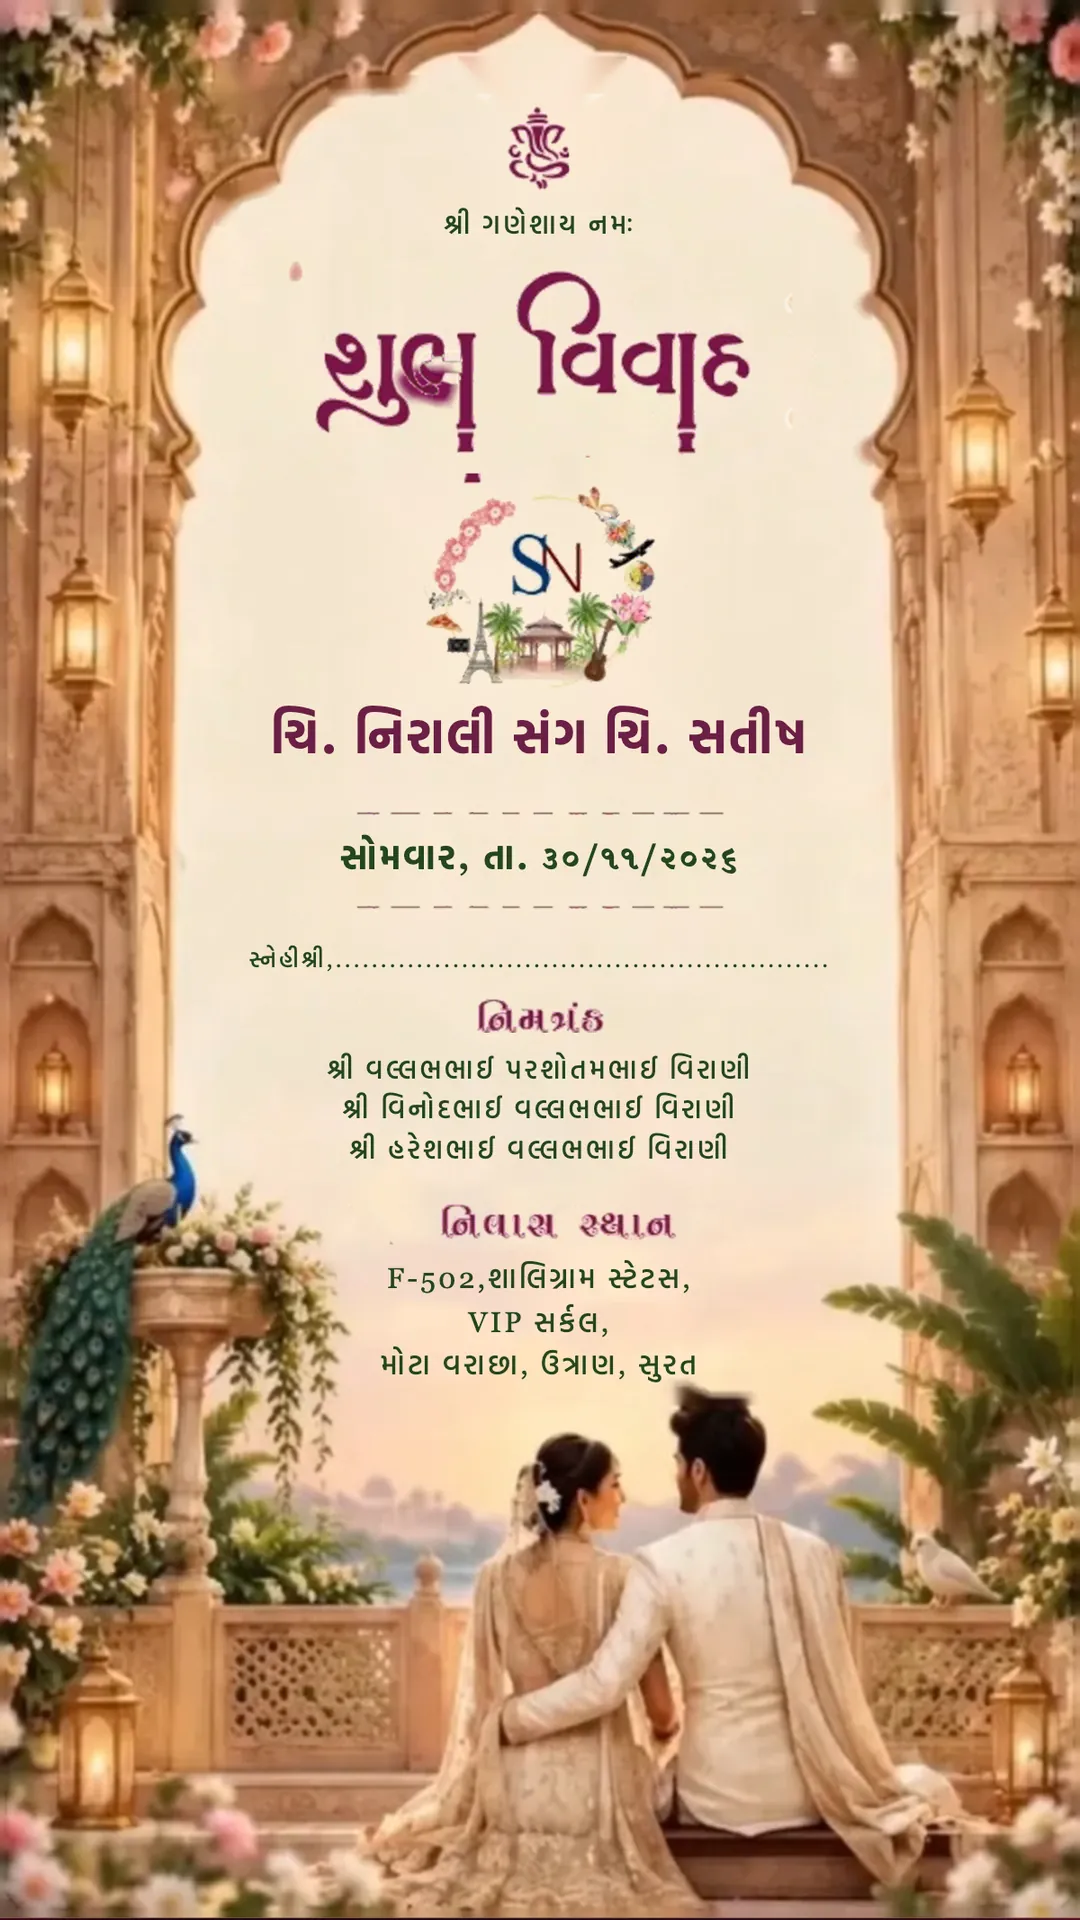 શ્રી ગણેશાય નમઃ
શુભ વિવાહ
SN
ચિ. નિરાલી સંગ ચિ. સતીષ
સોમવાર, તા. ૩૦/૧૧/૨૦૨૬
સ્નેહીશ્રી,.......................................................
નિમત્રંક
શ્રી વલ્લભભાઈ પરશોતમભાઈ વિરાણી
શ્રી વિનોદભાઈ વલ્લભભાઈ વિરાણી
શ્રી હરેશભાઈ વલ્લભભાઈ વિરાણી
નિવાસ સ્થાન
F-502,શાલિગ્રામ સ્ટેટસ,
VIP સર્કલ,
મોટા વરાછા, ઉત્રાણ, સુરત